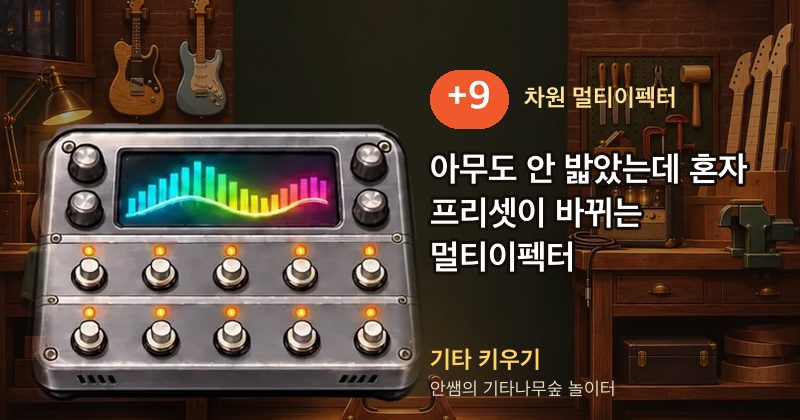 +9 차원 멀티이펙터
아무도 안 밟았는데 혼자
프리셋이 바뀌는
멀티이펙터
기타 키우기
안쌤의 기타나무숲 놀이터